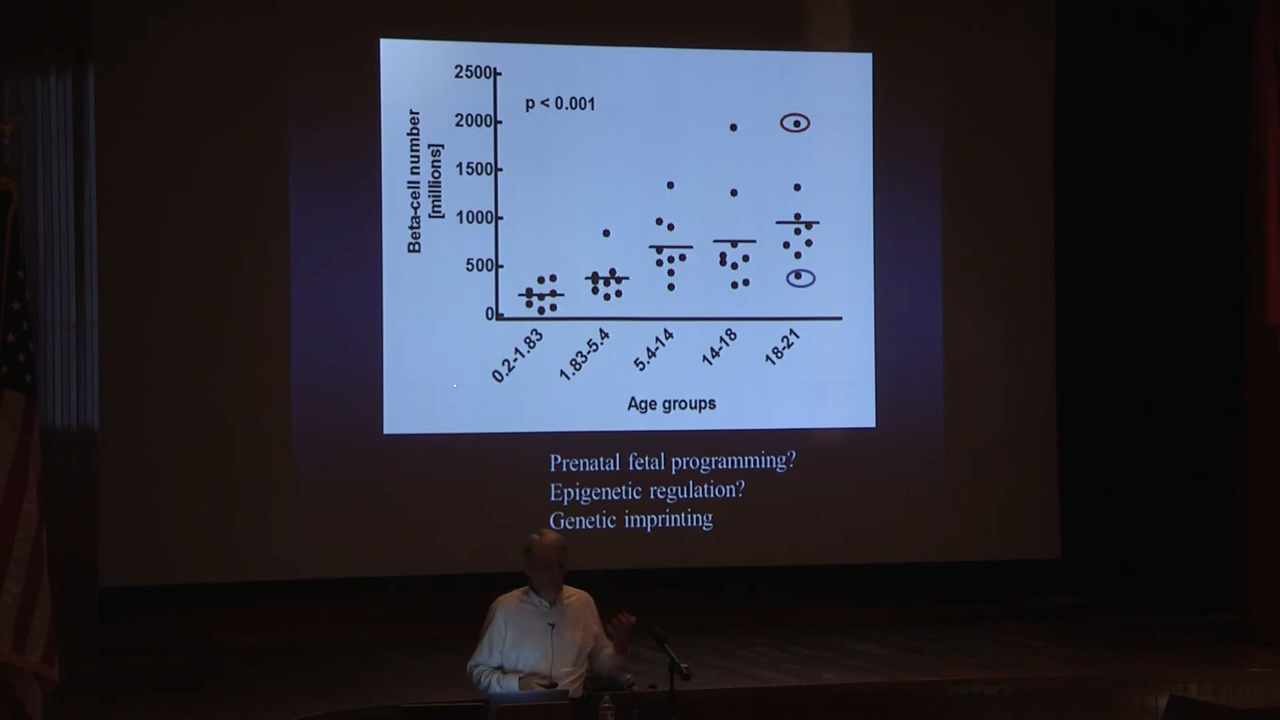 2500
p < 0.001
2000
1500
1000
500
0
Beta-cell number
[millions]
0.2-1.83
1.83-5.4
5.4-14
14-18
18-21
Age groups
Prenatal fetal programming?
Epigenetic regulation?
Genetic imprinting